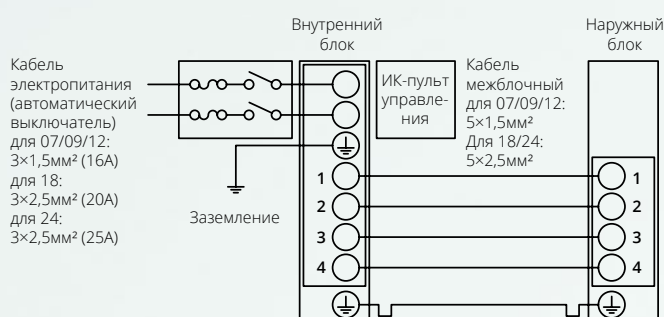 Внутренний
блок
Наружный
блок
Кабель
электропитания
(автоматический
выключатель)
для 07/09/12:
3×1,5мм² (16А)
для 18:
3×2,5мм² (20А)
для 24:
3×2,5мм² (25А)
ИК-пульт
управле-
ния
Кабель
межблочный
для 07/09/12:
5×1,5мм²
Для 18/24:
5×2,5мм²
Заземление
1
2
3
4
1
2
3
4